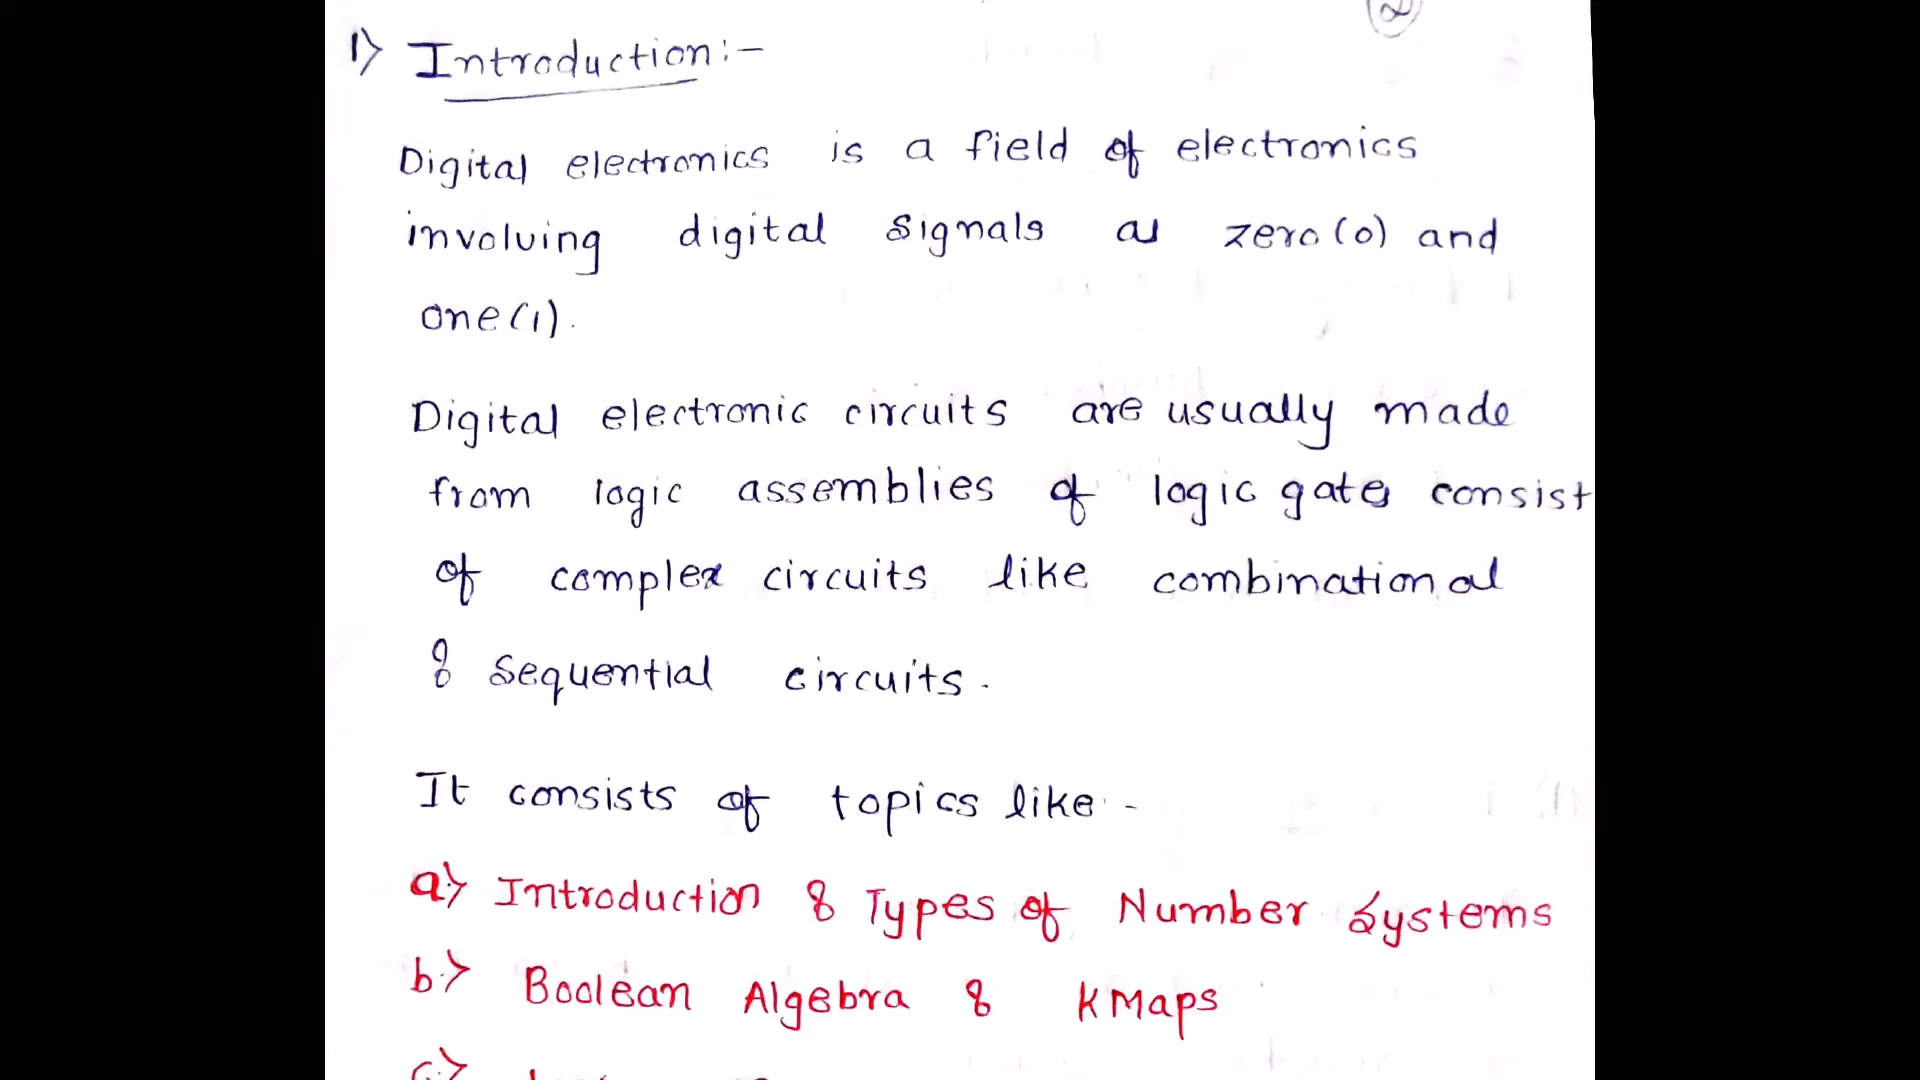 2
1) Introduction:-
Digital electronics is a field of electronics
involving digital signals as zero(0) and
one(1).
Digital electronic circuits are usually made
from logic assemblies of logic gates consist
of complex circuits like combinational
& sequential circuits.
It consists of topics like -
a) Introduction & Types of Number Systems
b) Boolean Algebra & K Maps
c)